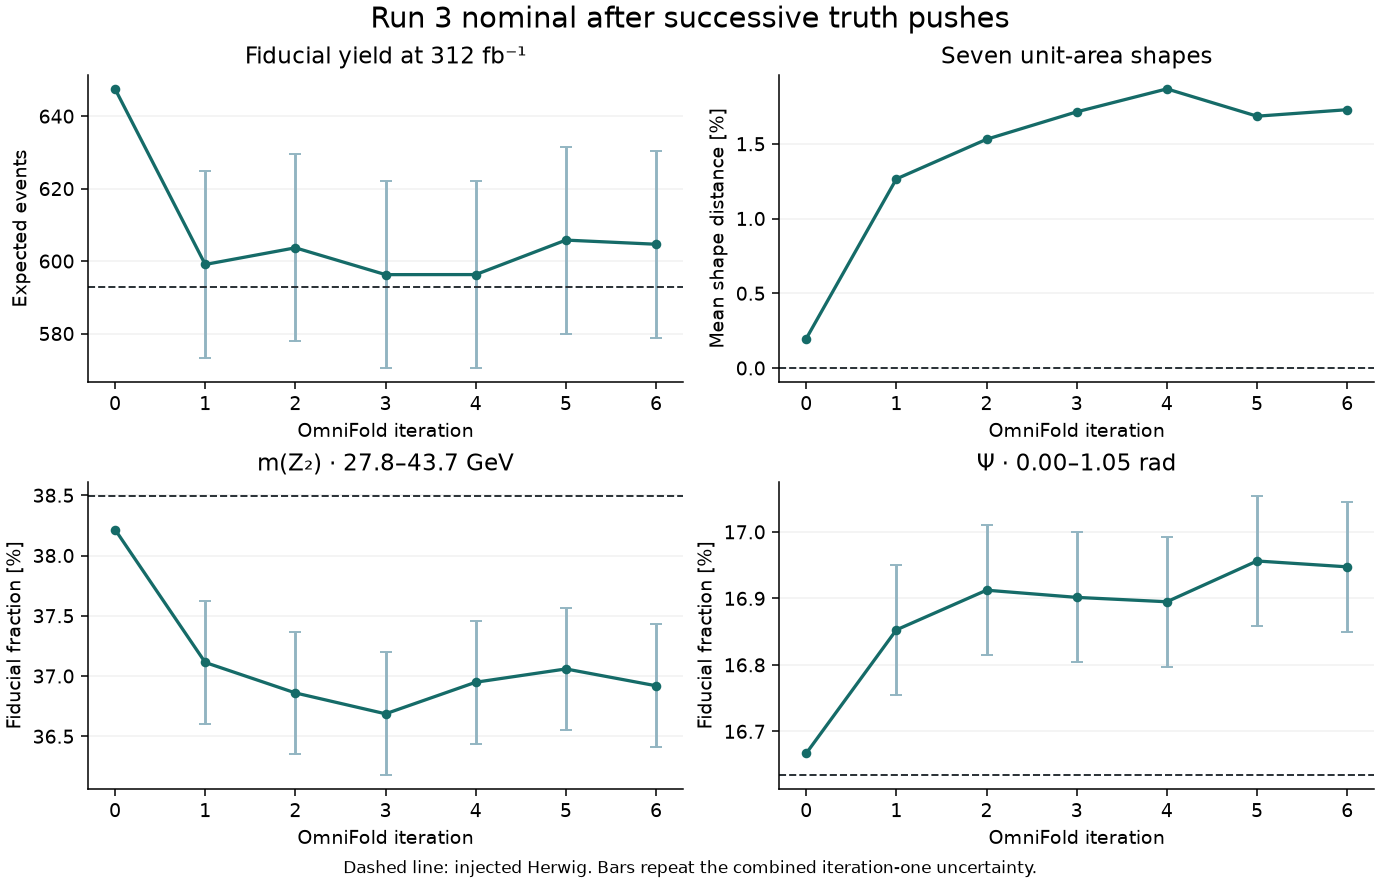 Run 3 nominal after successive truth pushes
Fiducial yield at 312 fb⁻¹
Expected events
640
620
600
580
0 1 2 3 4 5 6
OmniFold iteration
Seven unit-area shapes
Mean shape distance [%]
1.5
1.0
0.5
0.0
0 1 2 3 4 5 6
OmniFold iteration
m(Z₂) · 27.8–43.7 GeV
Fiducial fraction [%]
38.5
38.0
37.5
37.0
36.5
0 1 2 3 4 5 6
OmniFold iteration
Ψ · 0.00–1.05 rad
Fiducial fraction [%]
17.0
16.9
16.8
16.7
0 1 2 3 4 5 6
OmniFold iteration
Dashed line: injected Herwig. Bars repeat the combined iteration-one uncertainty.